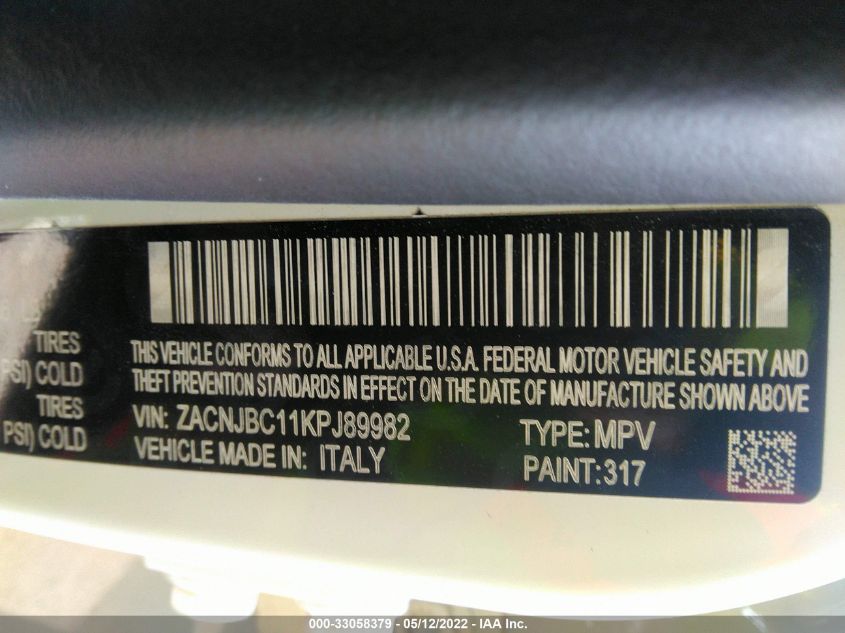 TIRES
PSI) COLD
TIRES
PSI) COLD
THIS VEHICLE CONFORMS TO ALL APPLICABLE U.S.A. FEDERAL MOTOR VEHICLE SAFETY AND
THEFT PREVENTION STANDARDS IN EFFECT ON THE DATE OF MANUFACTURE SHOWN ABOVE
VIN: ZACNJBC11KPJ89982 TYPE: MPV
VEHICLE MADE IN: ITALY PAINT: 317
000-33058379 - 05/12/2022 - IAA Inc.